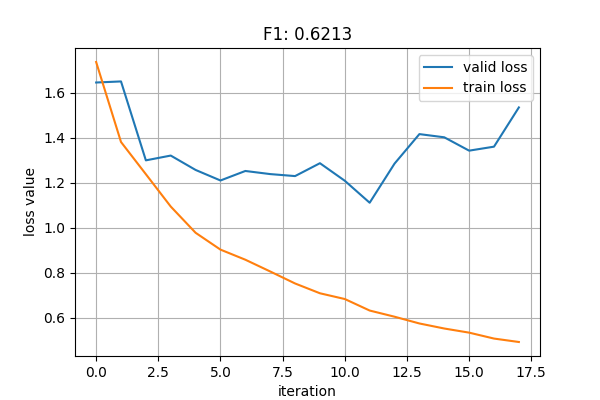 F1: 0.6213
valid loss
train loss
1.6
1.4
1.2
1.0
0.8
0.6
loss value
0.0 2.5 5.0 7.5 10.0 12.5 15.0 17.5
iteration